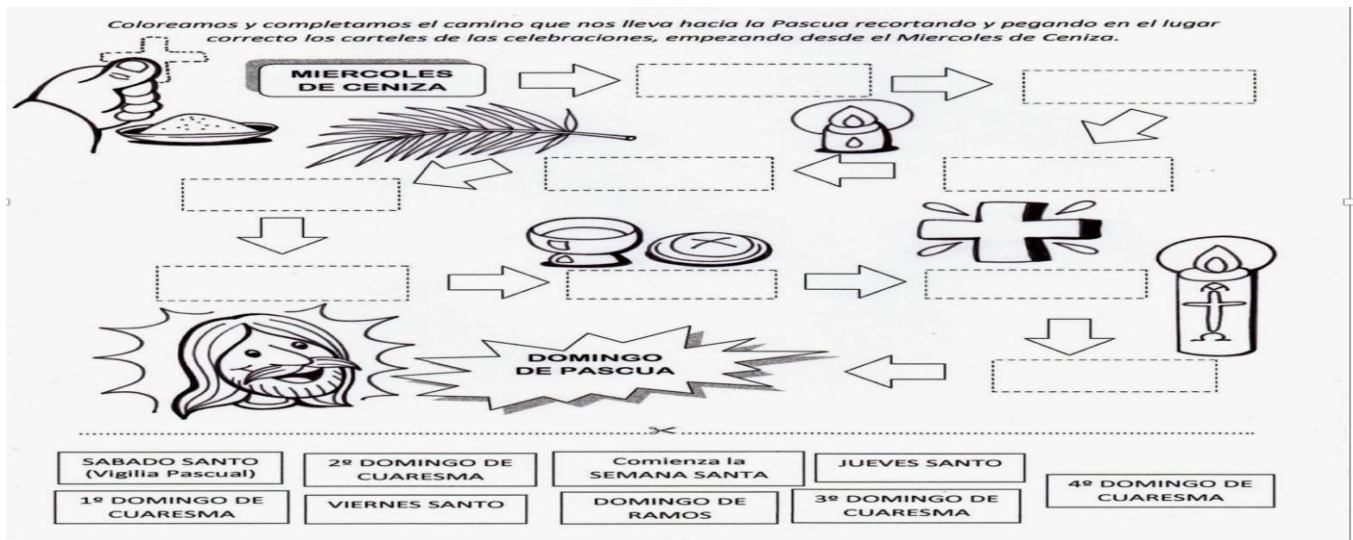 Coloreamos y completamos el camino que nos lleva hacia la Pascua recortando y pegando en el lugar
correcto los carteles de las celebraciones, empezando desde el Miercoles de Ceniza.
MIERCOLES
DE CENIZA
DOMINGO
DE PASCUA
SABADO SANTO
(Vigilia Pascual)
2º DOMINGO DE
CUARESMA
Comienza la
SEMANA SANTA
JUEVES SANTO
4º DOMINGO DE
CUARESMA
1º DOMINGO DE
CUARESMA
VIERNES SANTO
DOMINGO DE
RAMOS
3º DOMINGO DE
CUARESMA